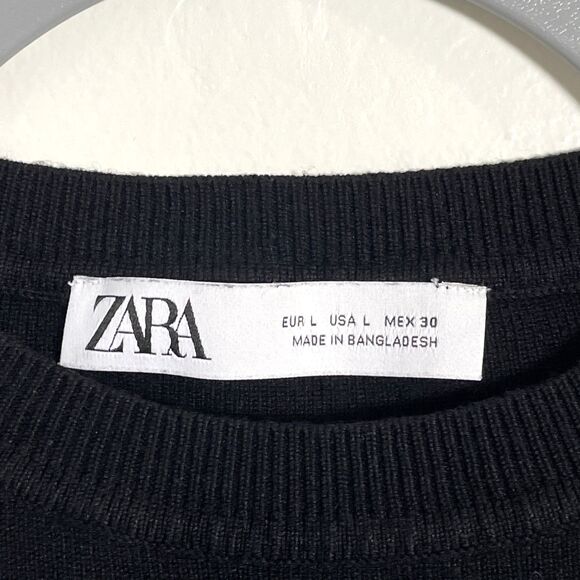 ZARA
EUR L USA L MEX 30
MADE IN BANGLADESH